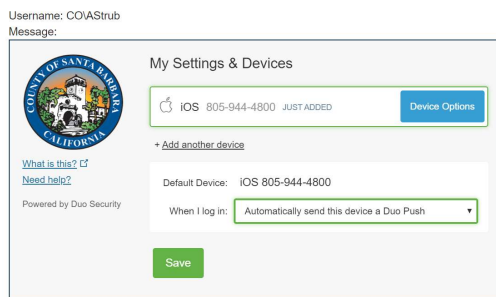 Username: CO\AStrub
Message:
COUNTY OF SANTA BARBARA
CALIFORNIA
What is this?
Need help?
Powered by Duo Security
My Settings & Devices
iOS 805-944-4800 JUST ADDED Device Options
+ Add another device
Default Device: iOS 805-944-4800
When I log in: Automatically send this device a Duo Push
Save